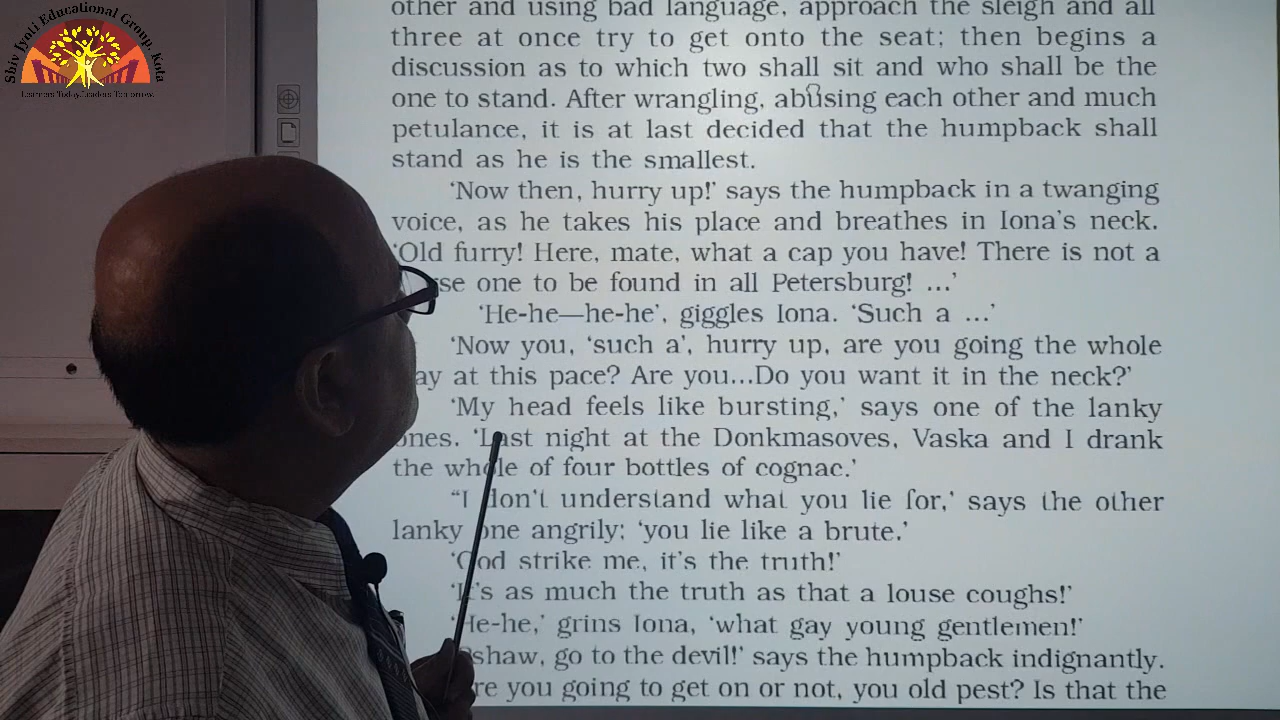 Shiv Jyoti Educational Group, Kota
Learners Today, Leaders Tomorrow.
other and using bad language, approach the sleigh and all
three at once try to get onto the seat; then begins a
discussion as to which two shall sit and who shall be the
one to stand. After wrangling, abusing each other and much
petulance, it is at last decided that the humpback shall
stand as he is the smallest.
‘Now then, hurry up!’ says the humpback in a twanging
voice, as he takes his place and breathes in Iona’s neck.
‘Old furry! Here, mate, what a cap you have! There is not a
one to be found in all Petersburg! ...’
‘He-he—he-he’, giggles Iona. ‘Such a ...’
‘Now you, ‘such a’, hurry up, are you going the whole
at this pace? Are you...Do you want it in the neck?’
‘My head feels like bursting,’ says one of the lanky
ones. ‘Last night at the Donkmasoves, Vaska and I drank
the whole of four bottles of cognac.’
“I don’t understand what you lie for,’ says the other
lanky one angrily; ‘you lie like a brute.’
‘God strike me, it’s the truth!’
‘It’s as much the truth as that a louse coughs!’
‘He-he,’ grins Iona, ‘what gay young gentlemen!’
go to the devil!’ says the humpback indignantly.
you going to get on or not, you old pest? Is that the